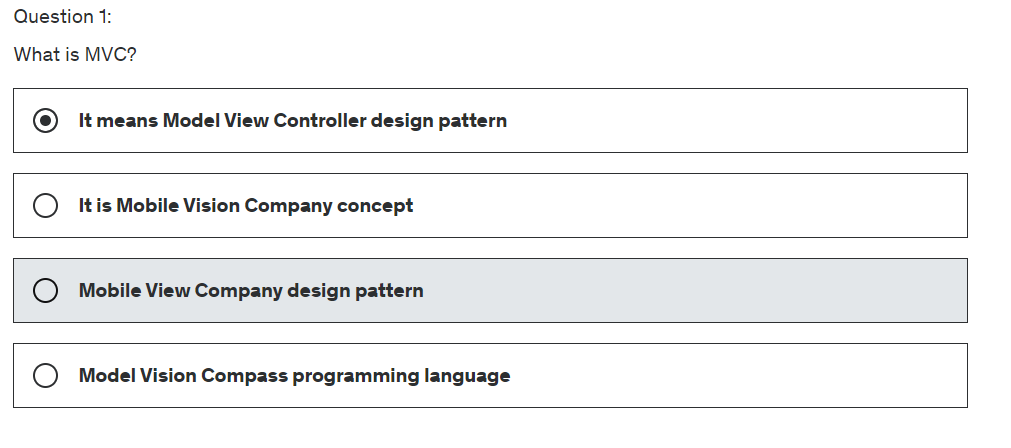 Question 1:
What is MVC?
It means Model View Controller design pattern
It is Mobile Vision Company concept
Mobile View Company design pattern
Model Vision Compass programming language